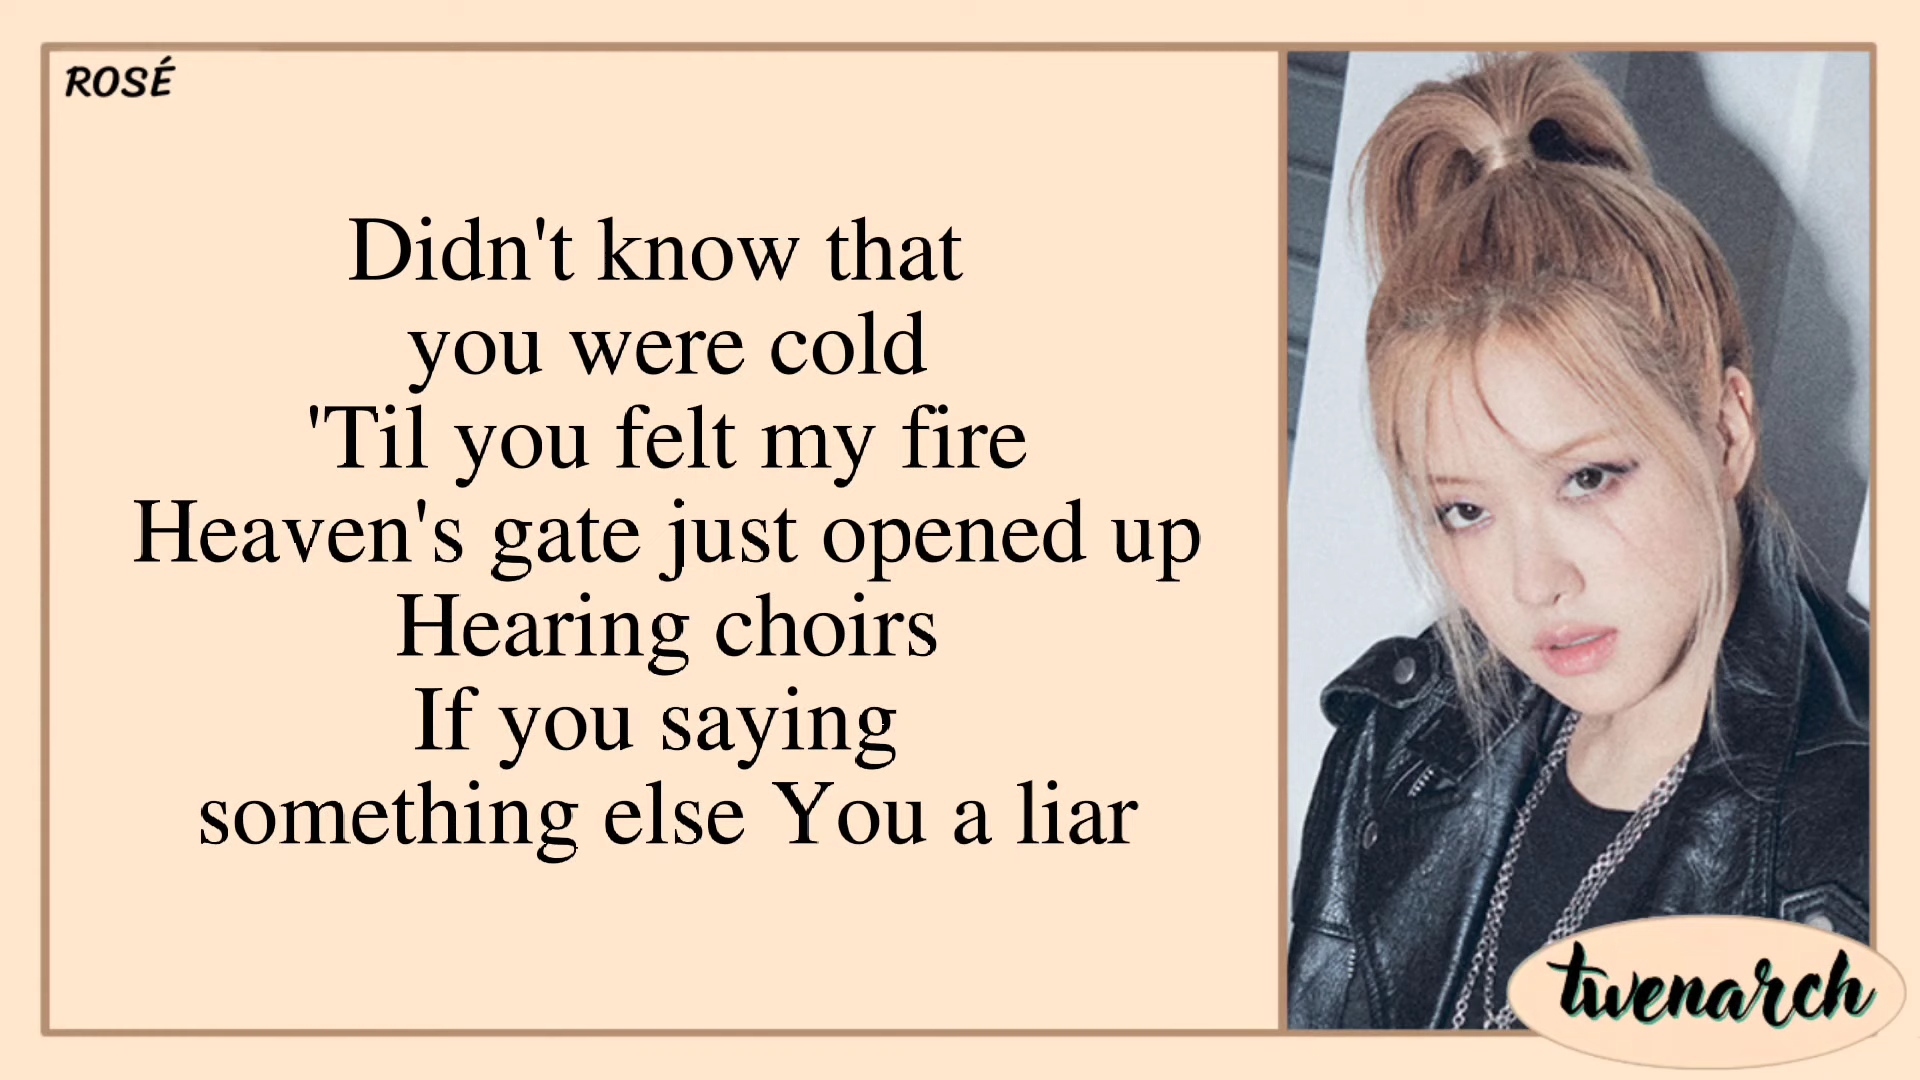 ROSÉ
Didn't know that
you were cold
'Til you felt my fire
Heaven's gate just opened up
Hearing choirs
If you saying
something else You a liar
twenarch